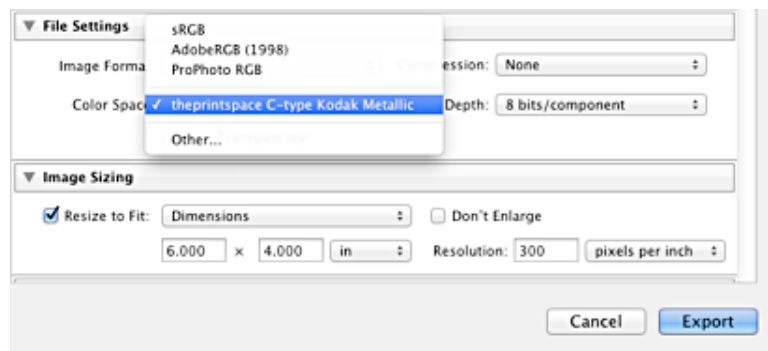 File Settings
sRGB
AdobeRGB (1998)
ProPhoto RGB
Image Forma
ession: None
Color Spac ✓ theprintspace C-type Kodak Metallic Depth: 8 bits/component
Other...
Image Sizing
Resize to Fit: Dimensions Don't Enlarge
6.000 × 4.000 in Resolution: 300 pixels per inch
Cancel Export